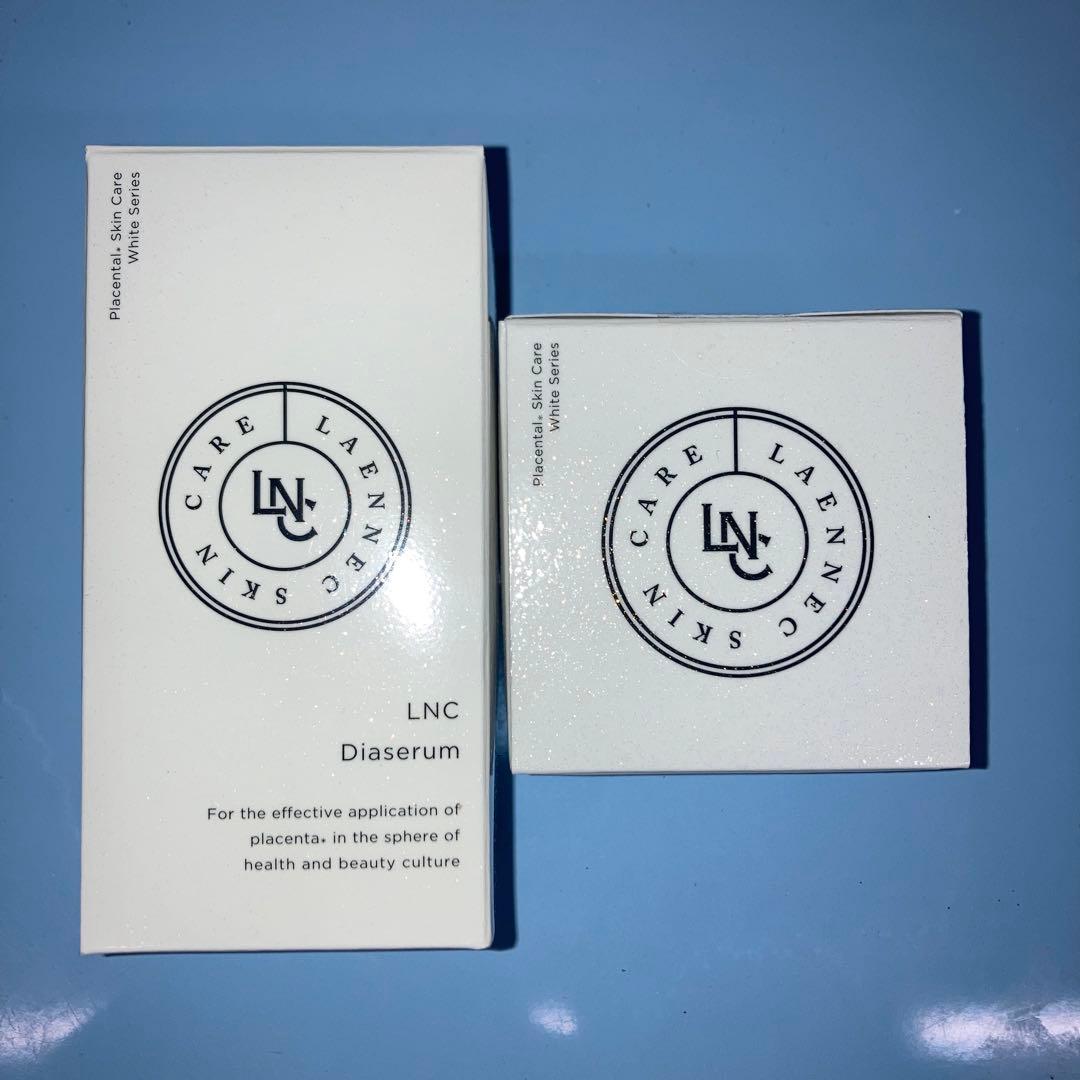 Placental* Skin Care
White Series
LAENNEC SKIN CARE
LNC
LNC
Diaserum
For the effective application of
placenta* in the sphere of
health and beauty culture
Placental* Skin Care
White Series
LAENNEC SKIN CARE
LNC